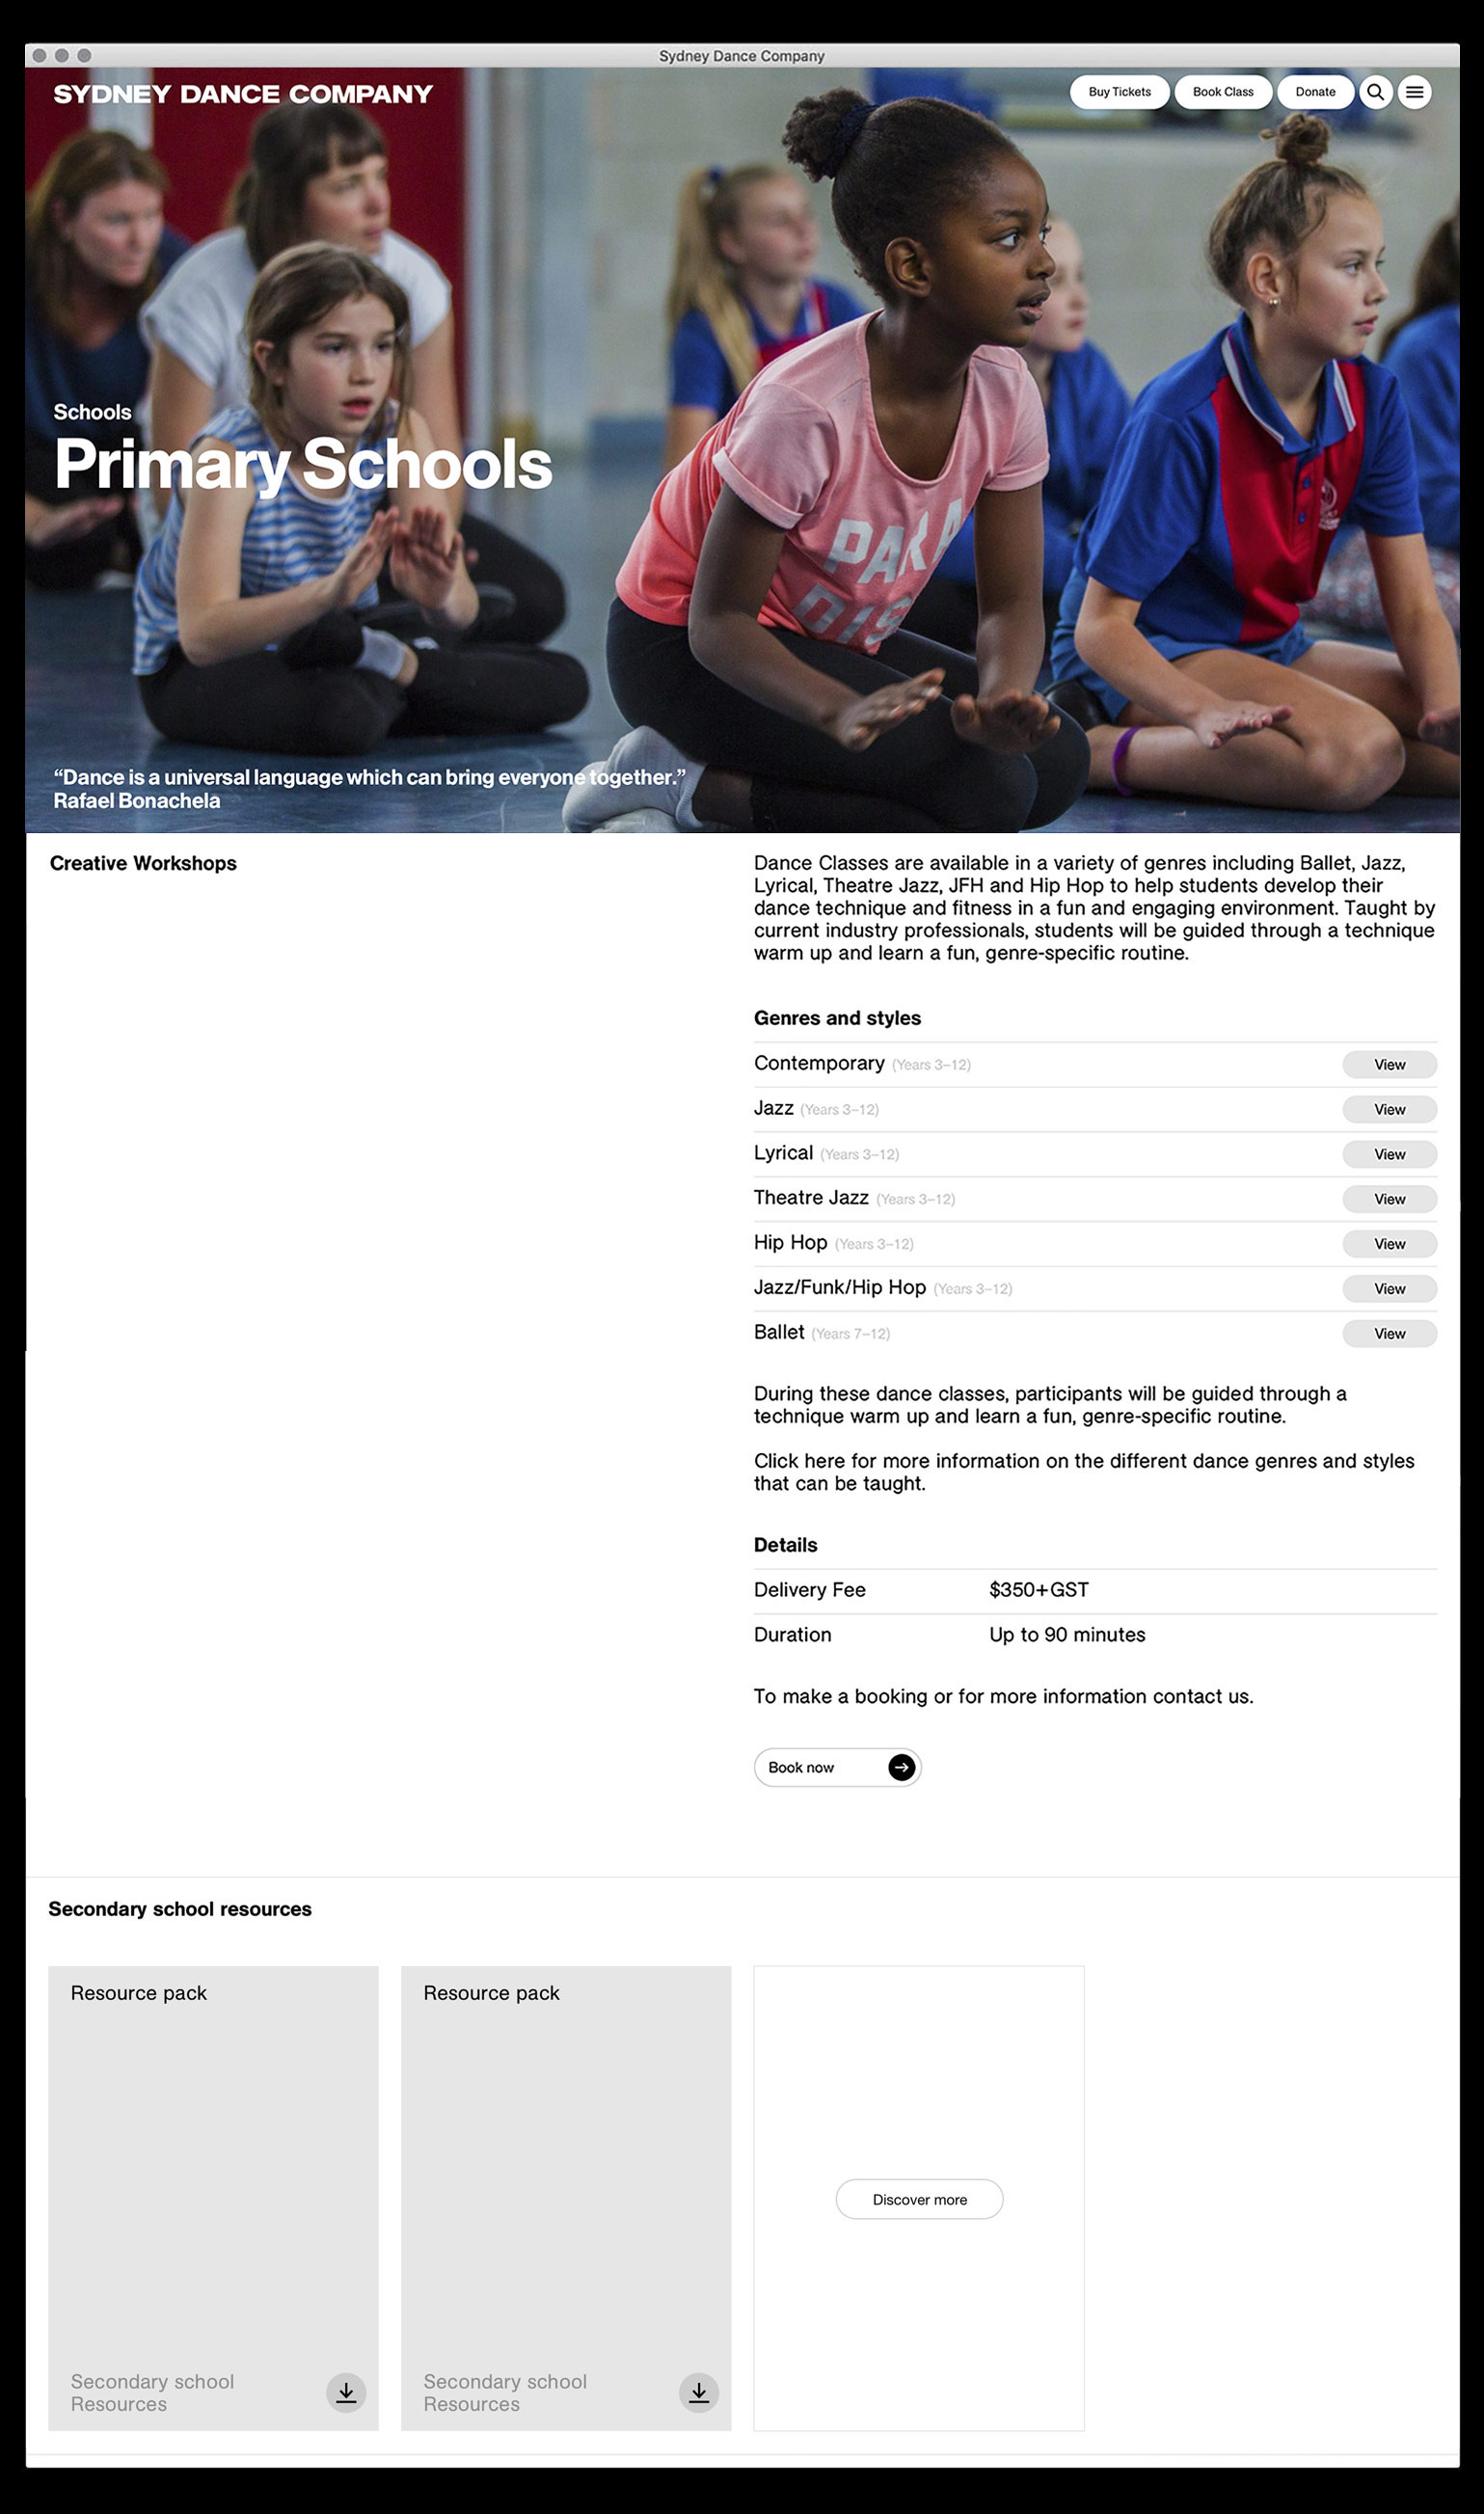 Sydney Dance Company
SYDNEY DANCE COMPANY
Buy Tickets
Book Class
Donate
Schools
Primary Schools
PARA
DIS
“Dance is a universal language which can bring everyone together.”
Rafael Bonachela
Creative Workshops
Dance Classes are available in a variety of genres including Ballet, Jazz,
Lyrical, Theatre Jazz, JFH and Hip Hop to help students develop their
dance technique and fitness in a fun and engaging environment. Taught by
current industry professionals, students will be guided through a technique
warm up and learn a fun, genre-specific routine.
Genres and styles
Contemporary (Years 3–12) View
Jazz (Years 3–12) View
Lyrical (Years 3–12) View
Theatre Jazz (Years 3–12) View
Hip Hop (Years 3–12) View
Jazz/Funk/Hip Hop (Years 3–12) View
Ballet (Years 7–12) View
During these dance classes, participants will be guided through a
technique warm up and learn a fun, genre-specific routine.
Click here for more information on the different dance genres and styles
that can be taught.
Details
Delivery Fee $350+GST
Duration Up to 90 minutes
To make a booking or for more information contact us.
Book now
Secondary school resources
Resource pack
Secondary school
Resources
Resource pack
Secondary school
Resources
Discover more